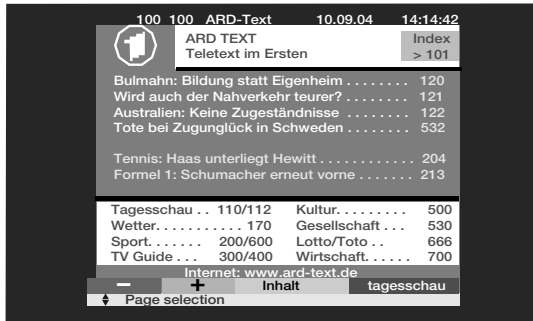 100 100 ARD-Text 10.09.04 14:14:42
ARD TEXT Index
Teletext im Ersten > 101
Bulmahn: Bildung statt Eigenheim . . . . . . . . 120
Wird auch der Nahverkehr teurer? . . . . . . . . 121
Australien: Keine Zugeständnisse . . . . . . . . 122
Tote bei Zugunglück in Schweden . . . . . . . 532
Tennis: Haas unterliegt Hewitt . . . . . . . . . . . . 204
Formel 1: Schumacher erneut vorne . . . . . . . 213
Tagesschau . . 110/112 Kultur. . . . . . . . . 500
Wetter. . . . . . . . . . . 170 Gesellschaft . . . 530
Sport. . . . . . . 200/600 Lotto/Toto . . 666
TV Guide . . . 300/400 Wirtschaft. . . . . . 700
Internet: www.ard-text.de
− + Inhalt tagesschau
Page selection